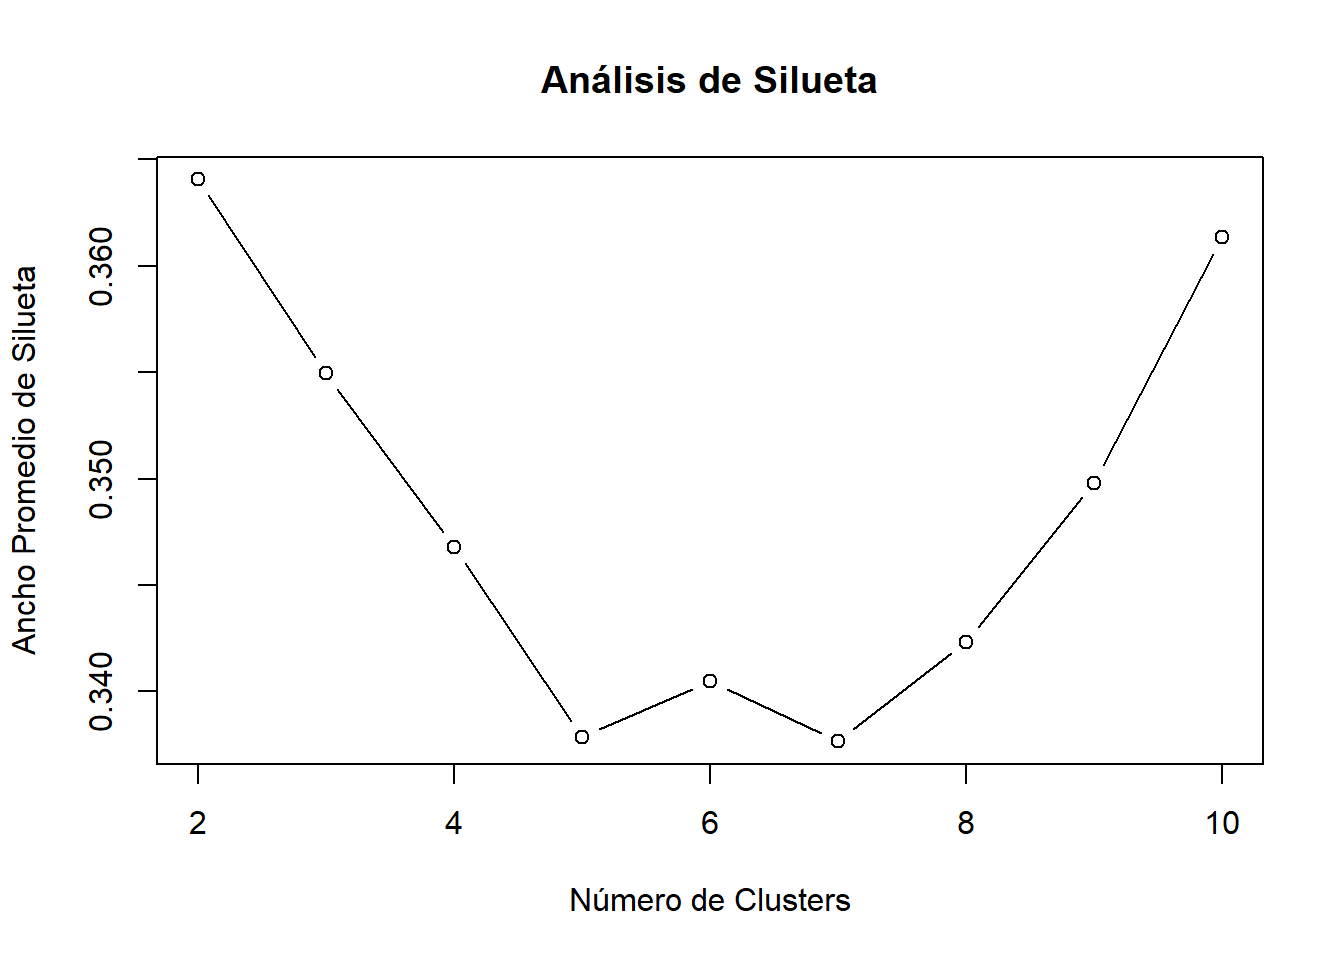 Análisis de Silueta
Ancho Promedio de Silueta
0.360
0.350
0.340
2 4 6 8 10
Número de Clusters